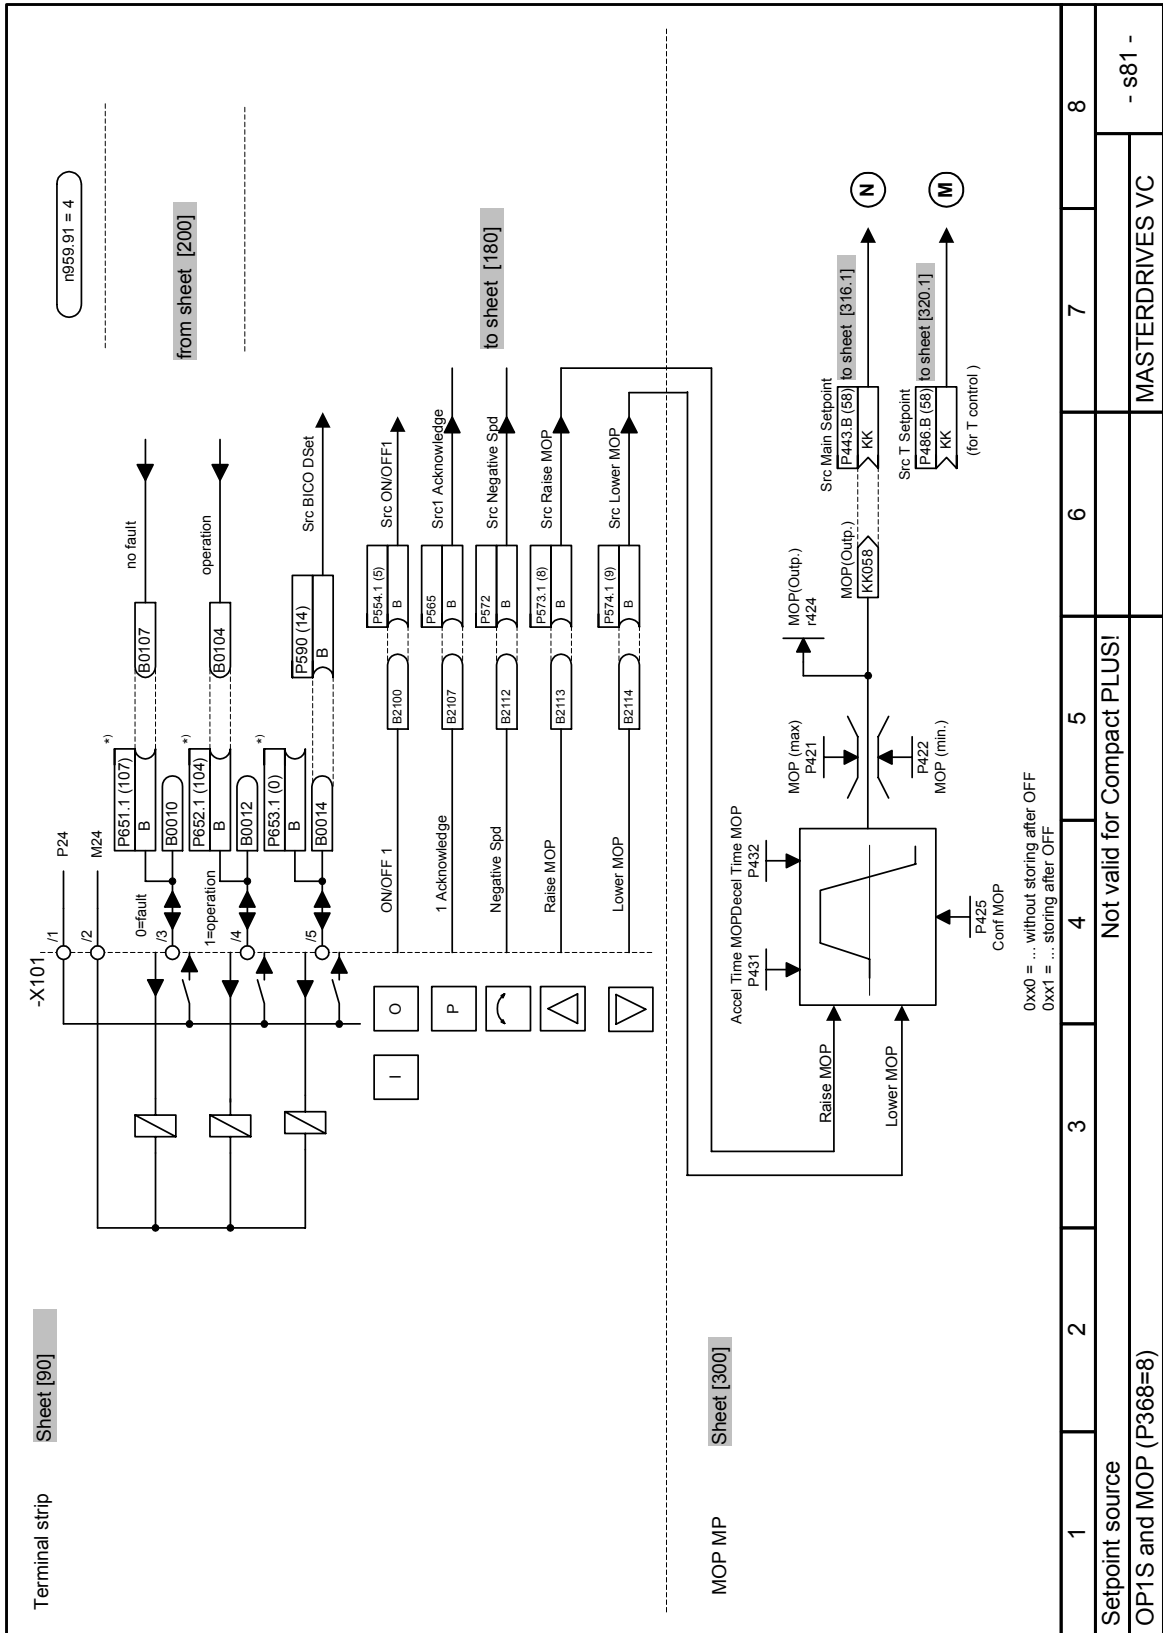 Terminal strip
Sheet [90]
n959.91 = 4
-X101
/1
P24
/2
M24
/3
0=fault
P651.1 (107)
B
*)
B0010
B0107
no fault
from sheet [200]
/4
1=operation
P652.1 (104)
B
*)
B0012
B0104
operation
/5
P653.1 (0)
B
*)
B0014
P590 (14)
B
Src BICO DSet
I
O
ON/OFF 1
B2100
P554.1 (5)
B
Src ON/OFF1
P
1 Acknowledge
B2107
P565
B
Src1 Acknowledge
Negative Spd
B2112
P572
B
Src Negative Spd
to sheet [180]
Raise MOP
B2113
P573.1 (8)
B
Src Raise MOP
Lower MOP
B2114
P574.1 (9)
B
Src Lower MOP
MOP MP
Sheet [300]
Raise MOP
Lower MOP
Accel Time MOP
P431
Decel Time MOP
P432
P425
Conf MOP
MOP (max)
P421
P422
MOP (min.)
MOP(Outp.)
r424
MOP(Outp.)
KK058
Src Main Setpoint
P443.B (58)
KK
to sheet [316.1]
N
Src T Setpoint
P486.B (58)
KK
to sheet [320.1]
M
(for T control )
0xx0 = ... without storing after OFF
0xx1 = ... storing after OFF
1
2
3
4
5
6
7
8
Setpoint source
Not valid for Compact PLUS!
- s81 -
OP1S and MOP (P368=8)
MASTERDRIVES VC